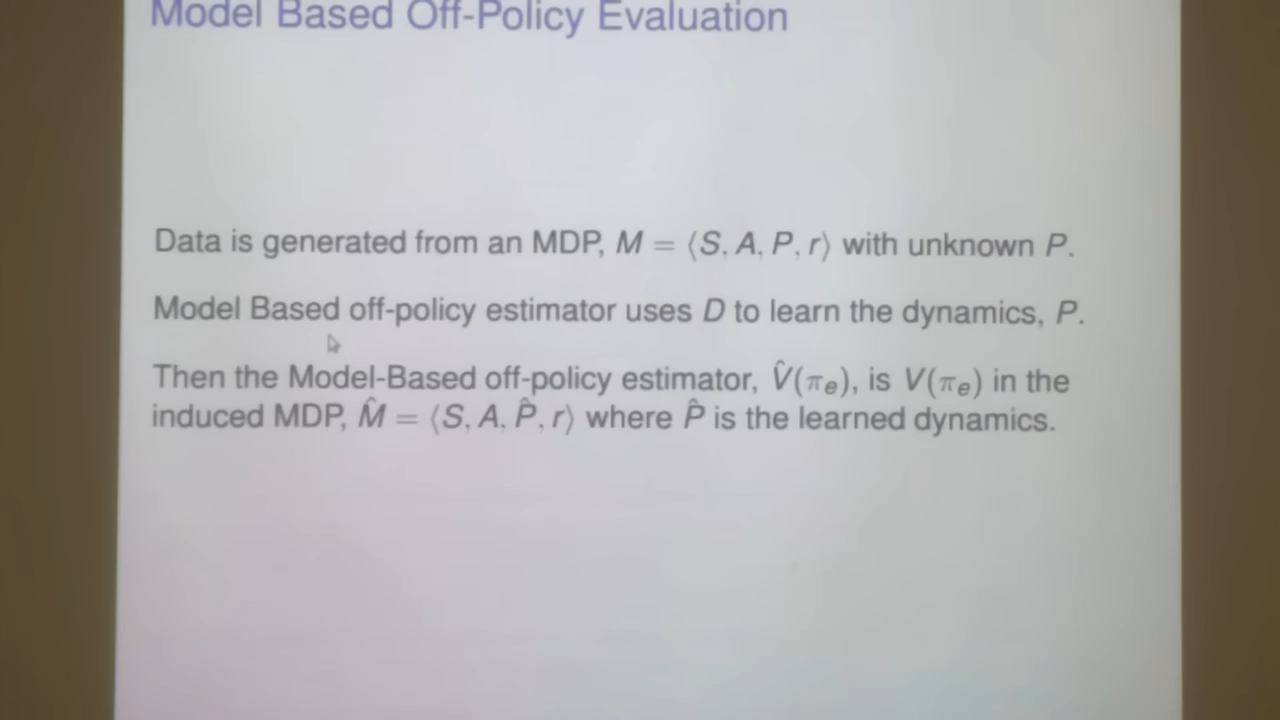 Model Based Off-Policy Evaluation
Data is generated from an MDP, M = ⟨S, A, P, r⟩ with unknown P.
Model Based off-policy estimator uses D to learn the dynamics, P.
Then the Model-Based off-policy estimator, V̂(πₑ), is V(πₑ) in the
induced MDP, M̂ = ⟨S, A, P̂, r⟩ where P̂ is the learned dynamics.